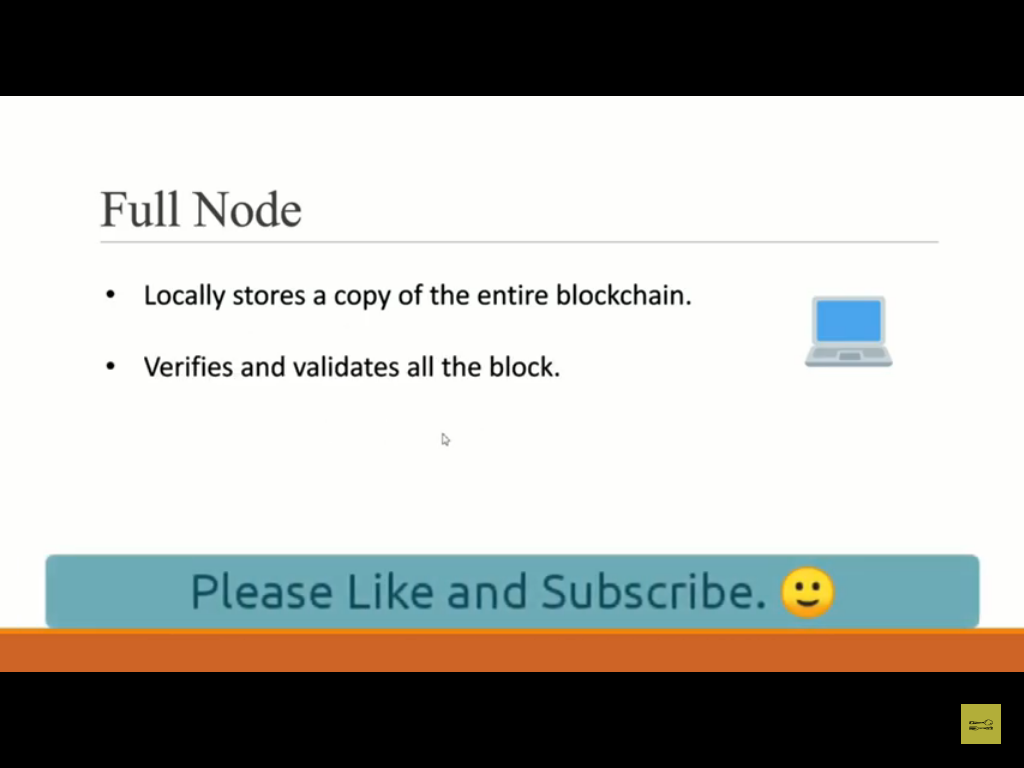 Full Node
• Locally stores a copy of the entire blockchain.
• Verifies and validates all the block.
Please Like and Subscribe. 🙂